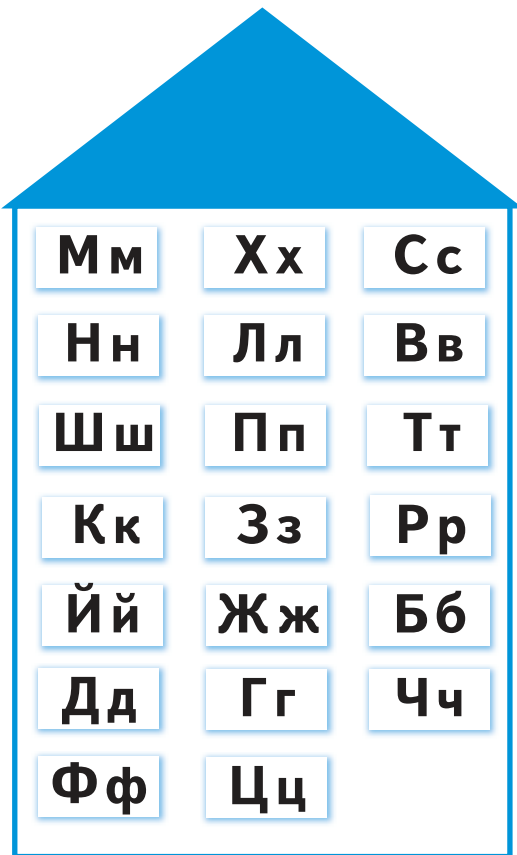 Мм Хх Сс
Нн Лл Вв
Шш Пп Тт
Кк Зз Рр
Йй Жж Бб
Дд Гг Чч
Фф Цц